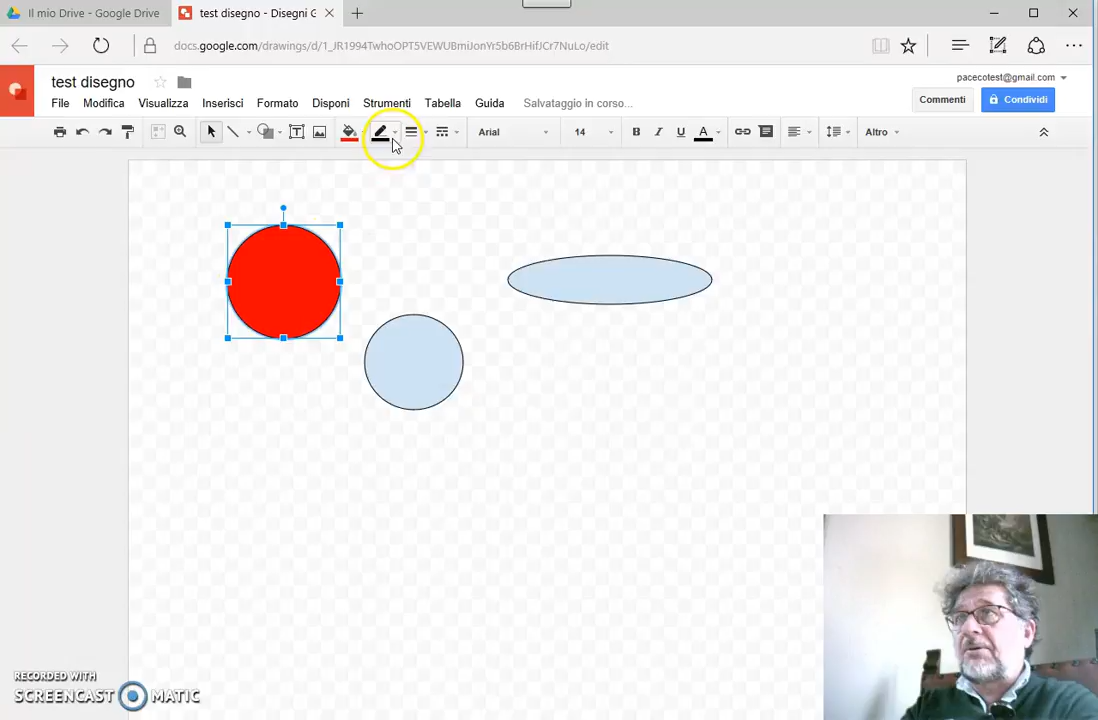 Il mio Drive - Google Drive
test disegno - Disegni G
docs.google.com/drawings/d/1_JR1994TwhoOPT5VEWUBmiJonYr5b6BrHifJCr7NuLo/edit
test disegno
pacecotest@gmail.com
File Modifica Visualizza Inserisci Formato Disponi Strumenti Tabella Guida Salvataggio in corso...
Commenti
Condividi
Arial 14 B I U A Altro
RECORDED WITH
SCREENCAST MATIC